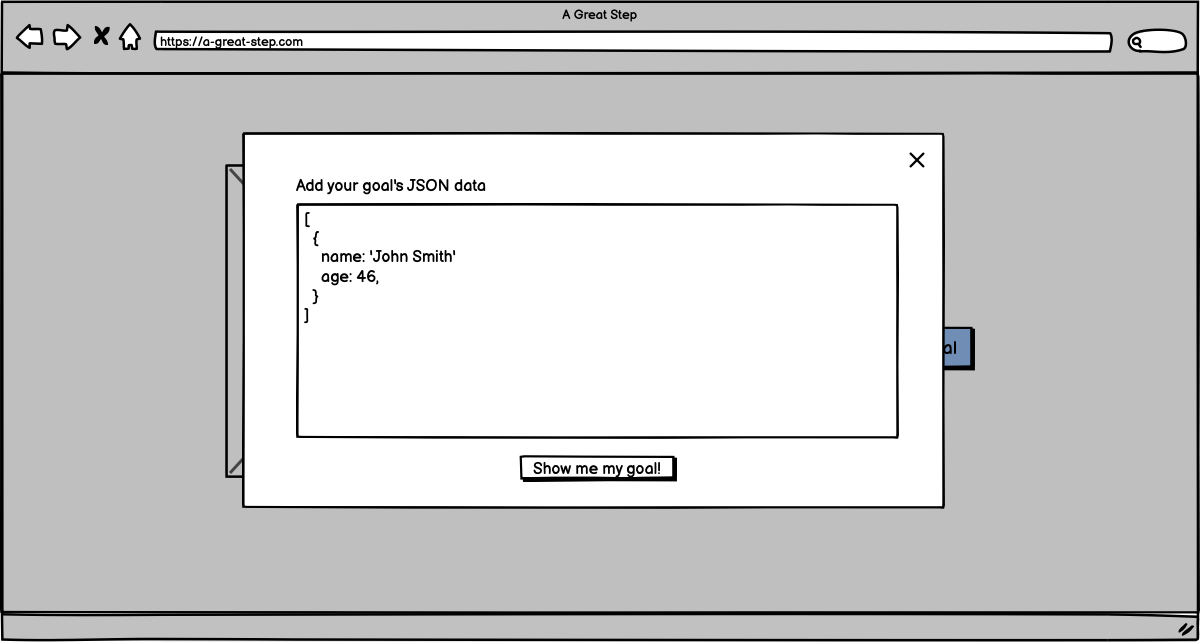 A Great Step
https://a-great-step.com
Add your goal's JSON data
[
{
name: 'John Smith'
age: 46,
}
]
al
Show me my goal!